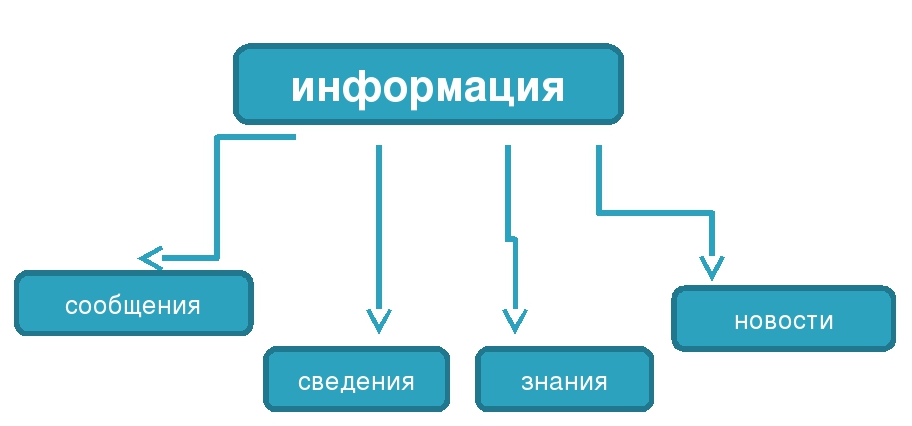 информация
сообщения
сведения
знания
новости